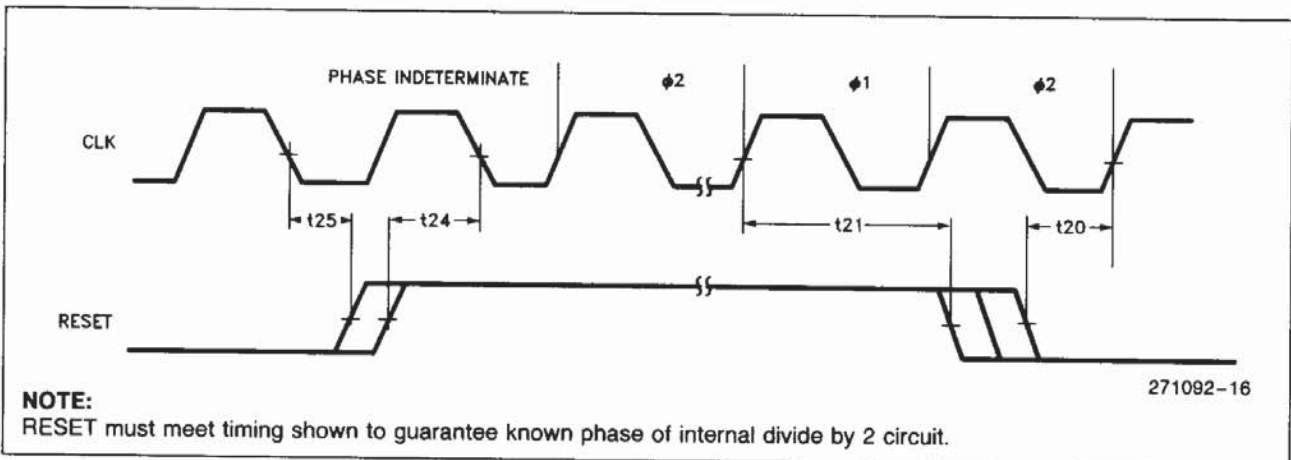 PHASE INDETERMINATE
ϕ2
ϕ1
ϕ2
CLK
t25
t24
t21
t20
RESET
271092-16
NOTE:
RESET must meet timing shown to guarantee known phase of internal divide by 2 circuit.